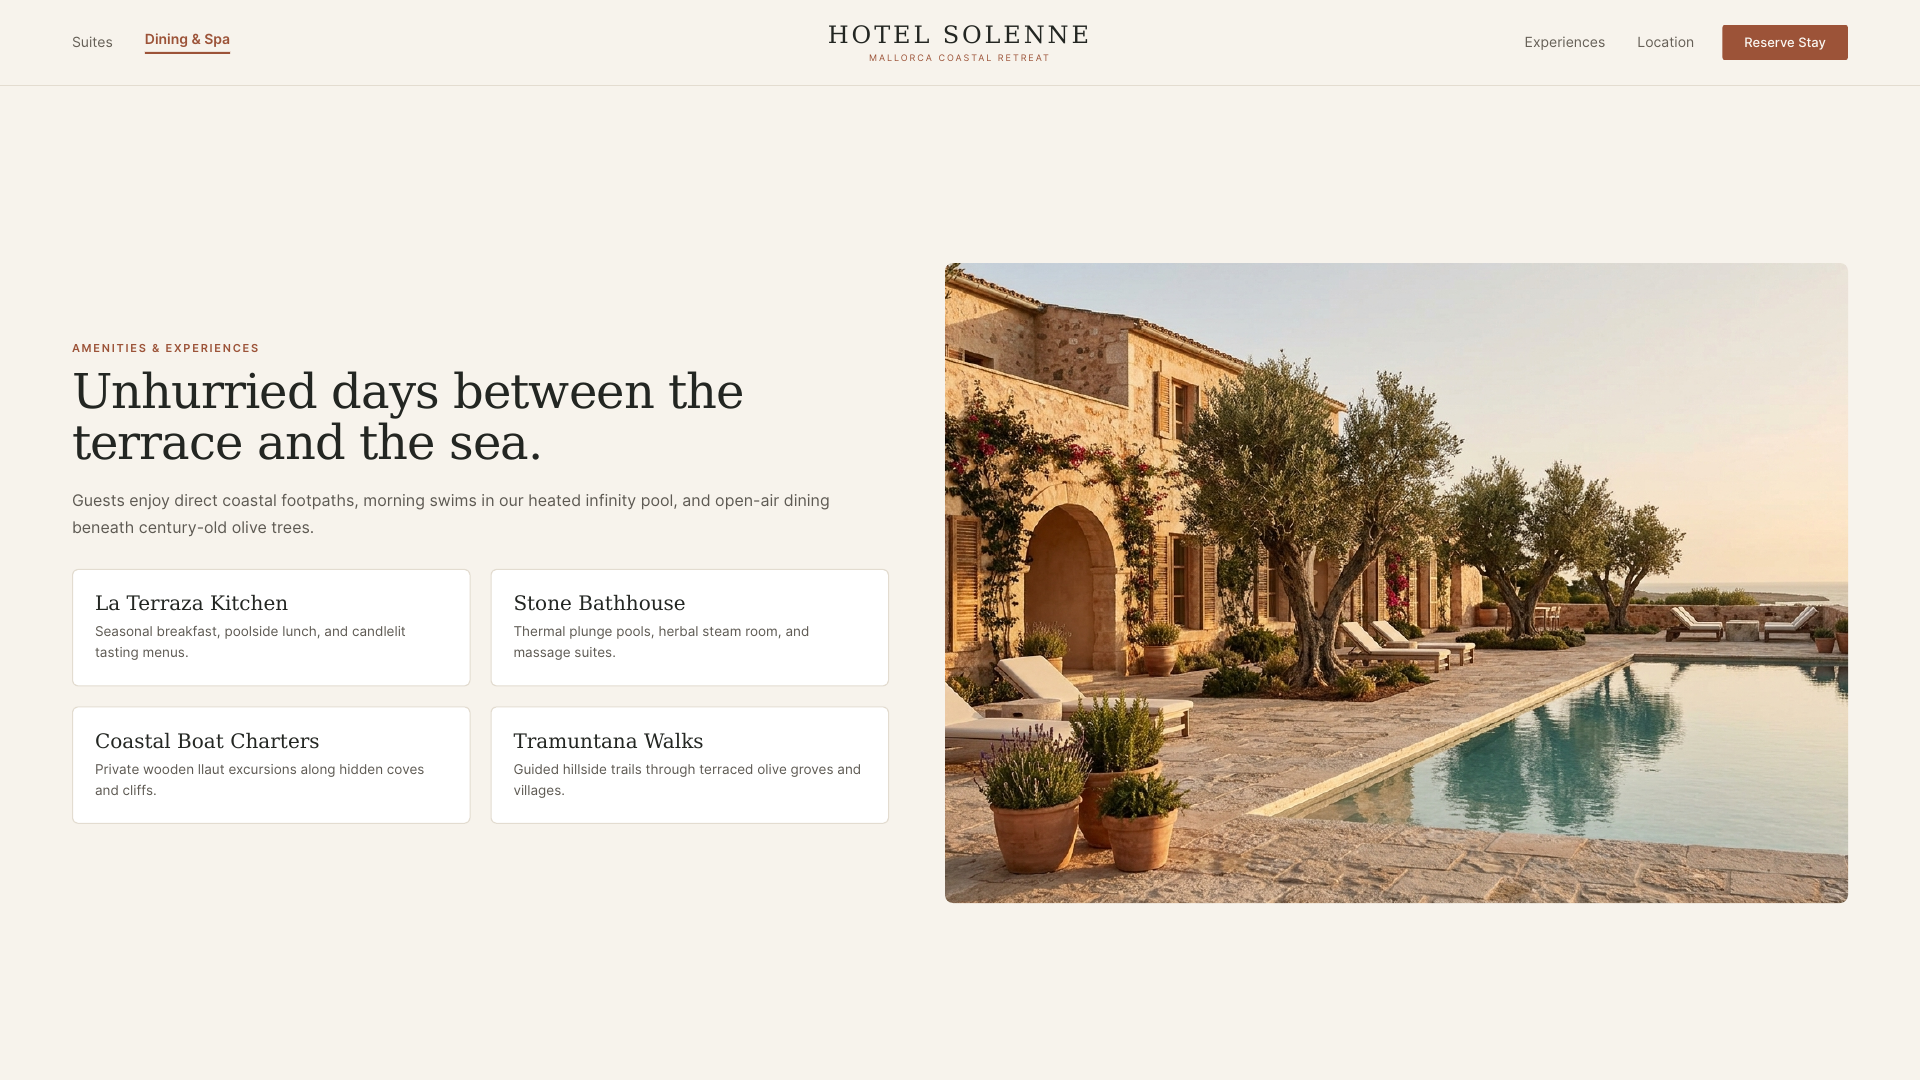 Suites
Dining & Spa
HOTEL SOLENNE
MALLORCA COASTAL RETREAT
Experiences
Location
Reserve Stay
AMENITIES & EXPERIENCES
Unhurried days between the
terrace and the sea.
Guests enjoy direct coastal footpaths, morning swims in our heated infinity pool, and open-air dining
beneath century-old olive trees.
La Terraza Kitchen
Seasonal breakfast, poolside lunch, and candlelit
tasting menus.
Stone Bathhouse
Thermal plunge pools, herbal steam room, and
massage suites.
Coastal Boat Charters
Private wooden llaut excursions along hidden coves
and cliffs.
Tramuntana Walks
Guided hillside trails through terraced olive groves and
villages.